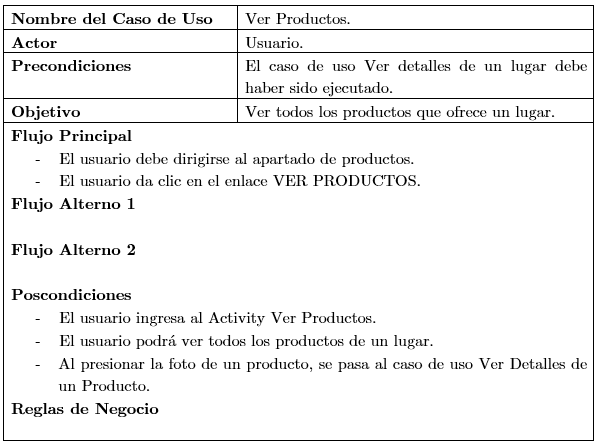 Nombre del Caso de Uso Ver Productos.
Actor Usuario.
Precondiciones El caso de uso Ver detalles de un lugar debe
haber sido ejecutado.
Objetivo Ver todos los productos que ofrece un lugar.
Flujo Principal
- El usuario debe dirigirse al apartado de productos.
- El usuario da clic en el enlace VER PRODUCTOS.
Flujo Alterno 1
Flujo Alterno 2
Poscondiciones
- El usuario ingresa al Activity Ver Productos.
- El usuario podrá ver todos los productos de un lugar.
- Al presionar la foto de un producto, se pasa al caso de uso Ver Detalles de
un Producto.
Reglas de Negocio